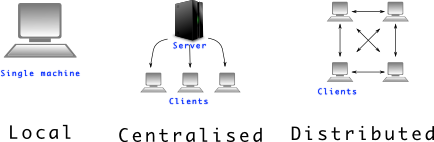 Single machine
Local
Server
Clients
Centralised
Clients
Distributed